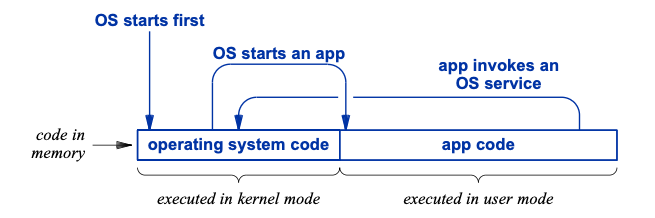 OS starts first
OS starts an app
app invokes an
OS service
code in
memory
operating system code
app code
executed in kernel mode
executed in user mode